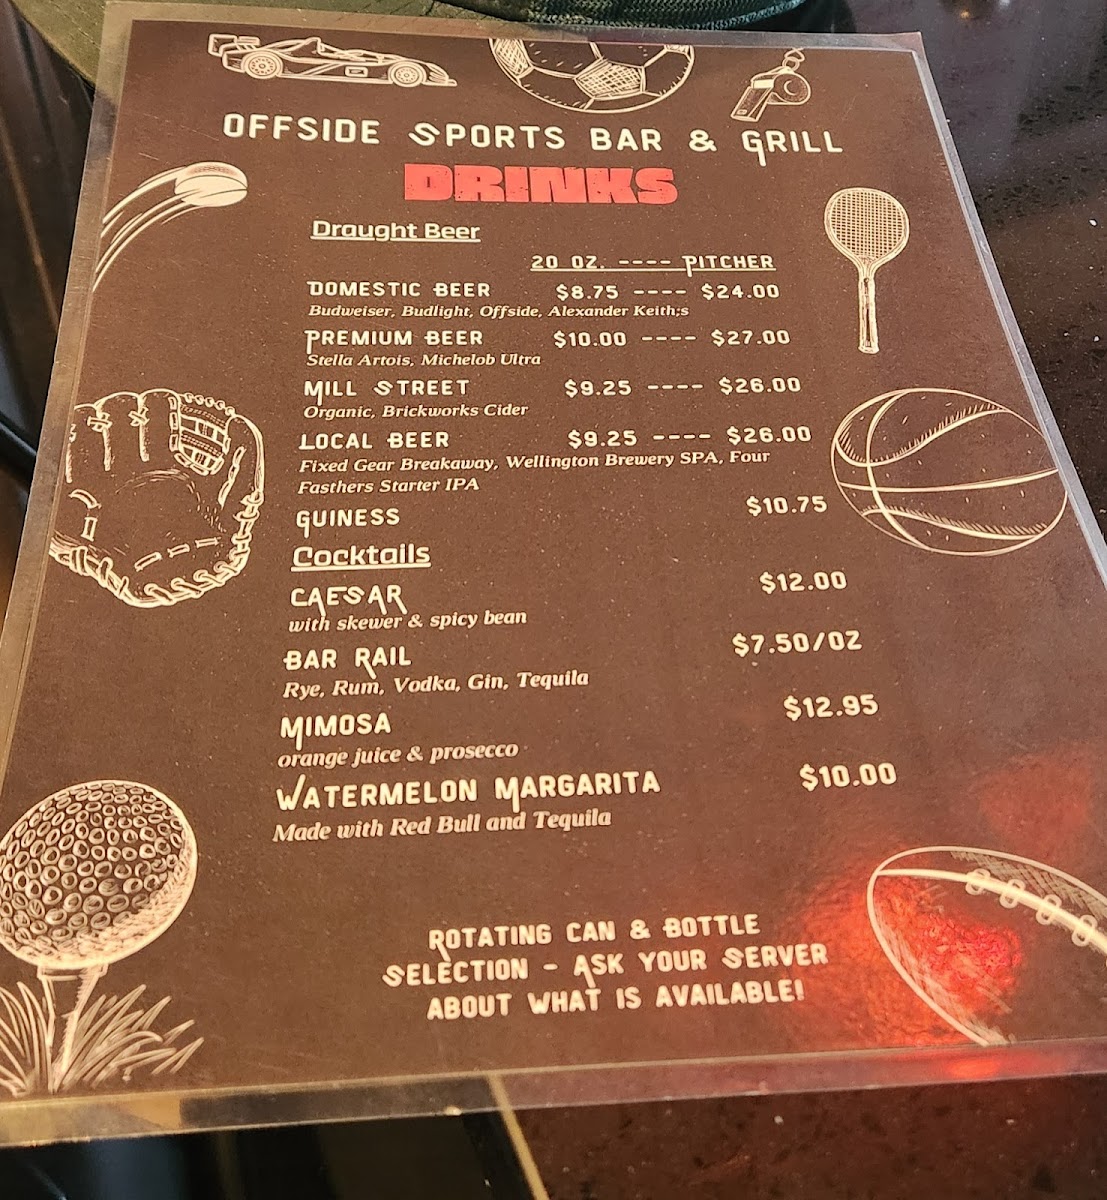 OFFSIDE SPORTS BAR & GRILL
DRINKS
Draught Beer
20 OZ. ---- PITCHER
DOMESTIC BEER $8.75 ---- $24.00
Budweiser, Budlight, Offside, Alexander Keith;s
PREMIUM BEER $10.00 ---- $27.00
Stella Artois, Michelob Ultra
MILL STREET $9.25 ---- $26.00
Organic, Brickworks Cider
LOCAL BEER $9.25 ---- $26.00
Fixed Gear Breakaway, Wellington Brewery SPA, Four
Fasthers Starter IPA
GUINESS $10.75
Cocktails
CAESAR $12.00
with skewer & spicy bean
BAR RAIL $7.50/OZ
Rye, Rum, Vodka, Gin, Tequila
MIMOSA $12.95
orange juice & prosecco
WATERMELON MARGARITA $10.00
Made with Red Bull and Tequila
ROTATING CAN & BOTTLE
SELECTION - ASK YOUR SERVER
ABOUT WHAT IS AVAILABLE!